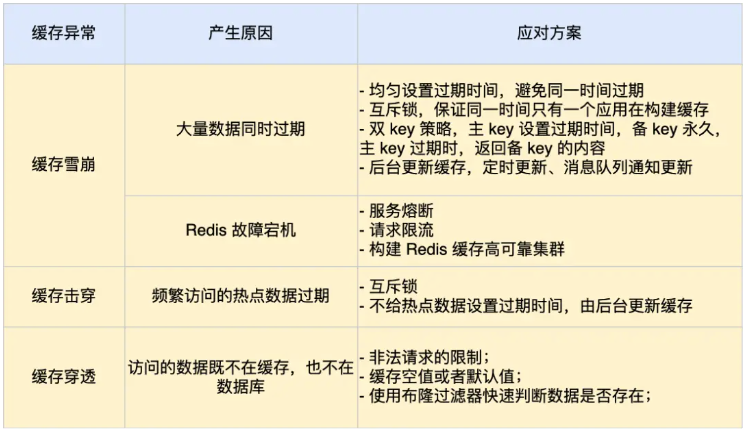 缓存异常
产生原因
应对方案
缓存雪崩
大量数据同时过期
- 均匀设置过期时间，避免同一时间过期
- 互斥锁，保证同一时间只有一个应用在构建缓存
- 双 key 策略，主 key 设置过期时间，备 key 永久，
主 key 过期时，返回备 key 的内容
- 后台更新缓存，定时更新、消息队列通知更新
Redis 故障宕机
- 服务熔断
- 请求限流
- 构建 Redis 缓存高可靠集群
缓存击穿
频繁访问的热点数据过期
- 互斥锁
- 不给热点数据设置过期时间，由后台更新缓存
缓存穿透
访问的数据既不在缓存，也不在
数据库
- 非法请求的限制；
- 缓存空值或者默认值；
- 使用布隆过滤器快速判断数据是否存在；